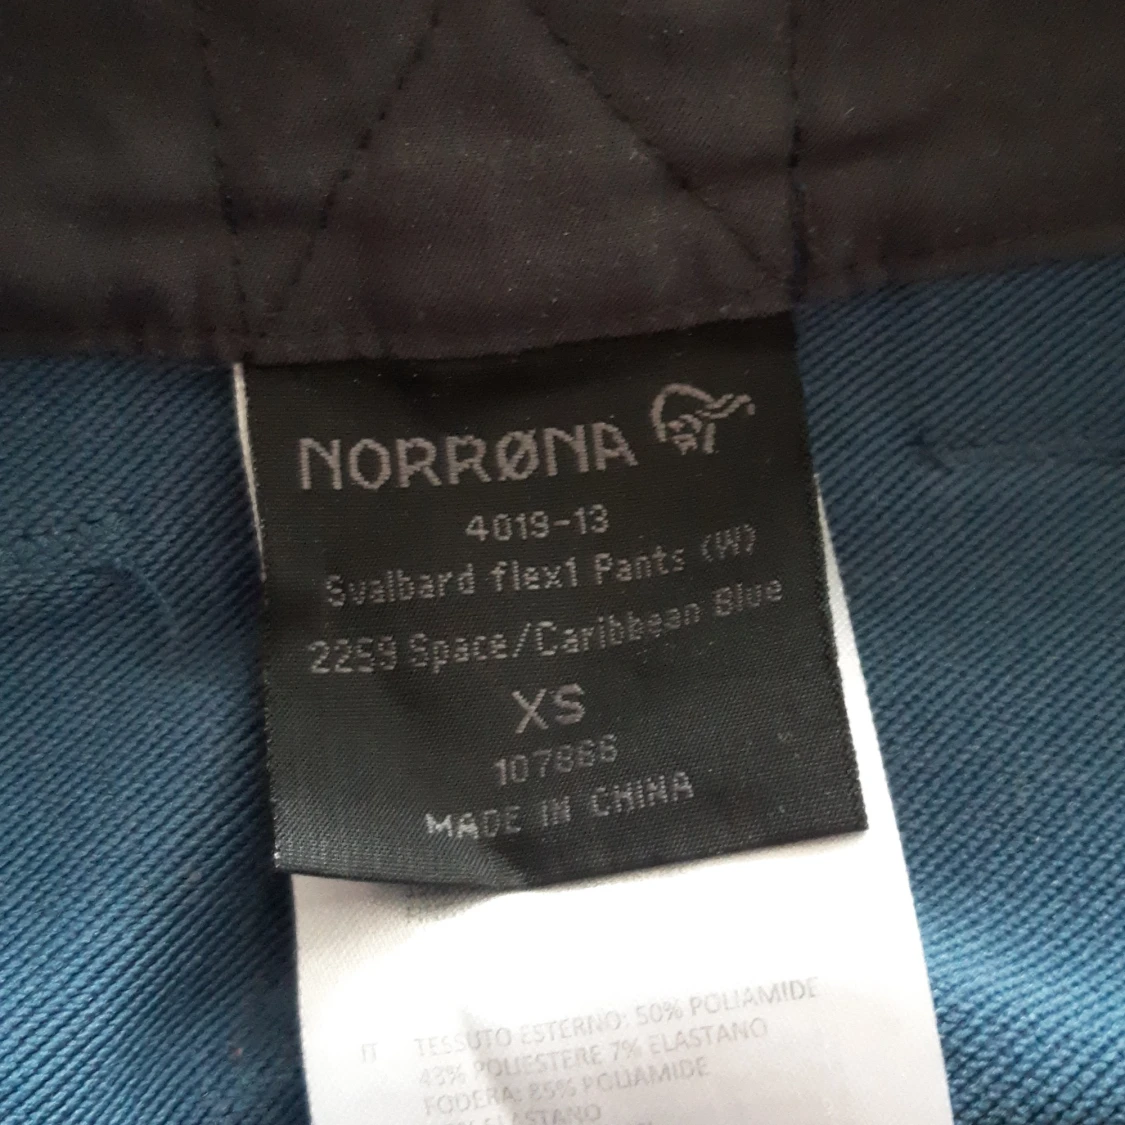 NORRØNA
4019-13
Svalbard flex1 Pants (W)
2259 Space/Caribbean Blue
XS
107866
MADE IN CHINA
IT TESSUTO ESTERNO: 50% POLIAMIDE
43% POLIESTERE 7% ELASTANO
FODERA: 85% POLIAMIDE
ELASTANO